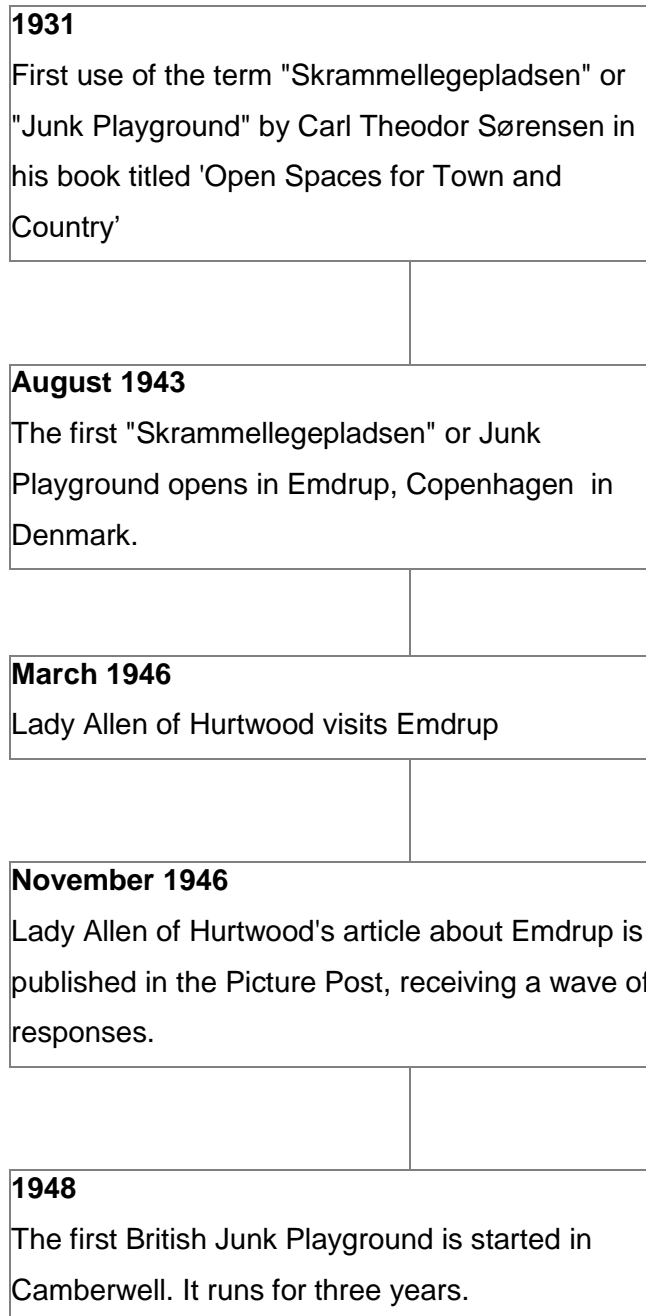 1931
First use of the term "Skrammellegepladsen" or
"Junk Playground" by Carl Theodor Sørensen in
his book titled 'Open Spaces for Town and
Country’
August 1943
The first "Skrammellegepladsen" or Junk
Playground opens in Emdrup, Copenhagen  in
Denmark.
March 1946
Lady Allen of Hurtwood visits Emdrup
November 1946
Lady Allen of Hurtwood's article about Emdrup is
published in the Picture Post, receiving a wave of
responses.
1948
The first British Junk Playground is started in
Camberwell. It runs for three years.